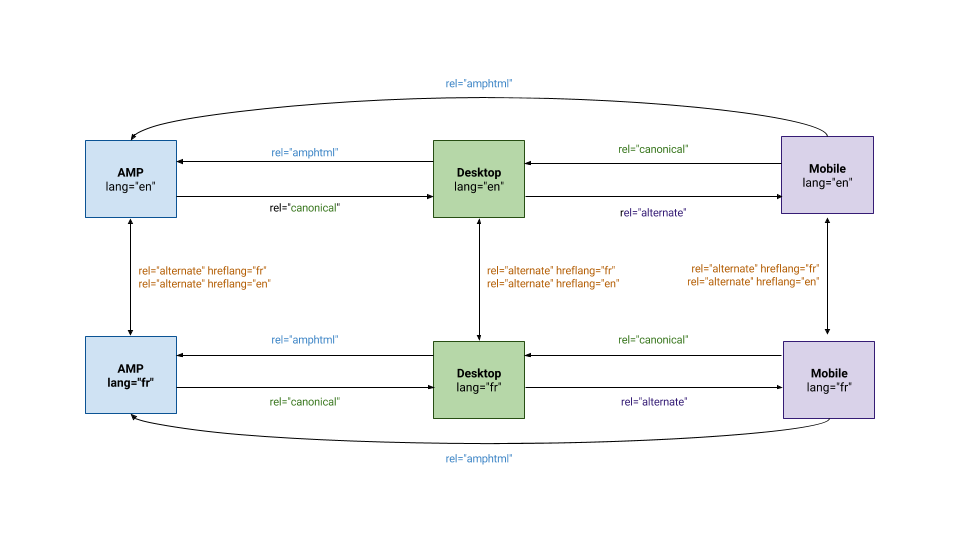 rel="amphtml"
rel="amphtml"
rel="canonical"
AMP
lang="en"
Desktop
lang="en"
Mobile
lang="en"
rel="canonical"
rel="alternate"
rel="alternate" hreflang="fr"
rel="alternate" hreflang="en"
rel="alternate" hreflang="fr"
rel="alternate" hreflang="en"
rel="alternate" hreflang="fr"
rel="alternate" hreflang="en"
rel="amphtml"
rel="canonical"
AMP
lang="fr"
Desktop
lang="fr"
Mobile
lang="fr"
rel="canonical"
rel="alternate"
rel="amphtml"